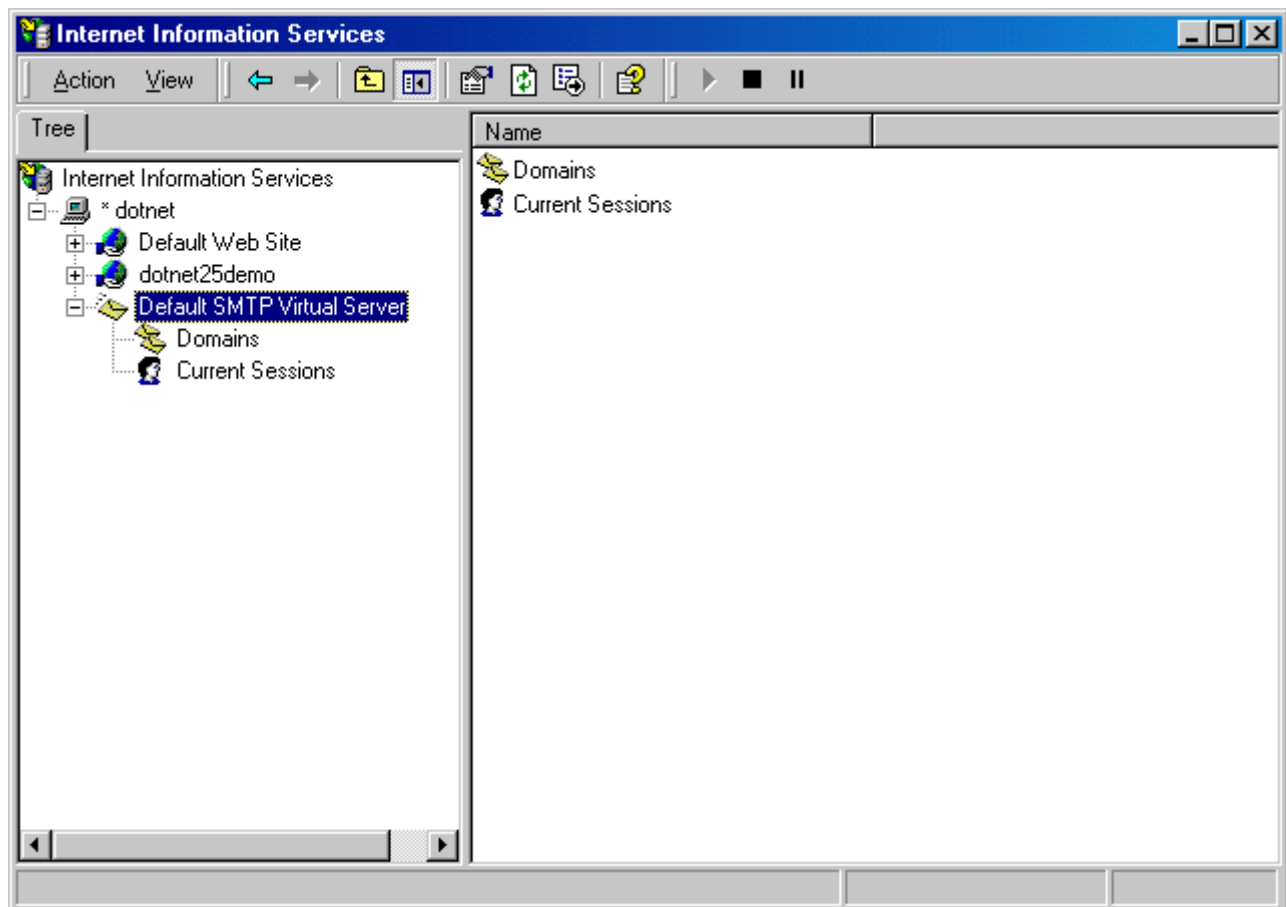 Internet Information Services
Action View
Tree
Name
Internet Information Services
* dotnet
Default Web Site
dotnet25demo
Default SMTP Virtual Server
Domains
Current Sessions
Domains
Current Sessions